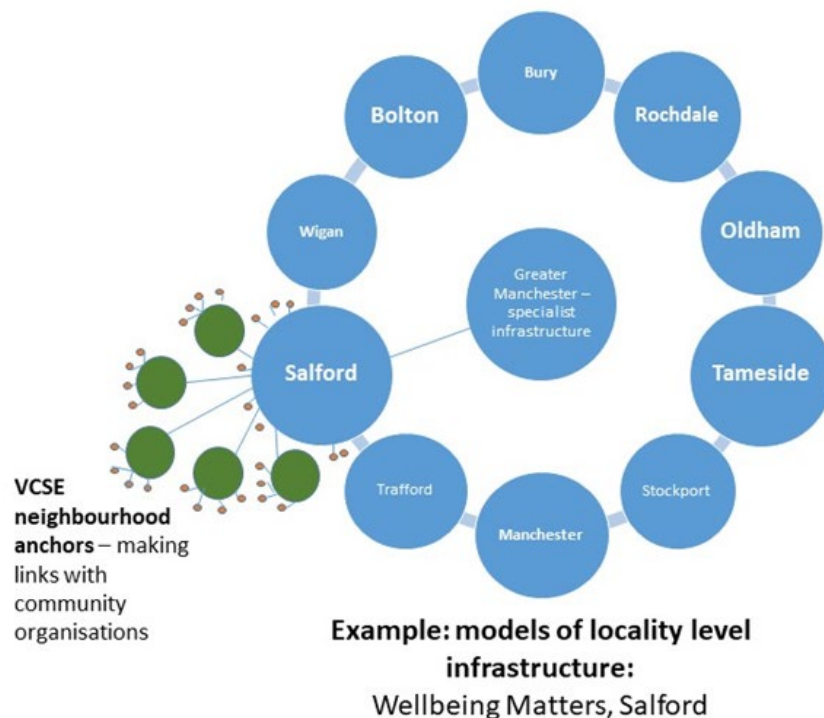 Bury
Bolton
Rochdale
Wigan
Oldham
Greater
Manchester –
specialist
infrastructure
Salford
Tameside
Trafford
Stockport
Manchester
VCSE
neighbourhood
anchors – making
links with
community
organisations
Example: models of locality level
infrastructure:
Wellbeing Matters, Salford